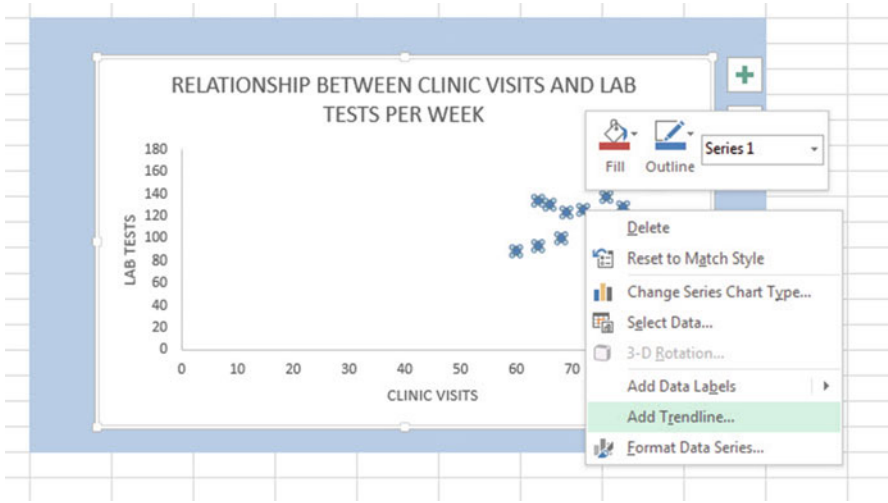 RELATIONSHIP BETWEEN CLINIC VISITS AND LAB
TESTS PER WEEK
Fill
Outline
Series 1
180
160
140
120
100
80
60
40
20
0
LAB TESTS
0 10 20 30 40 50 60 70
CLINIC VISITS
Delete
Reset to Match Style
Change Series Chart Type...
Select Data...
3-D Rotation...
Add Data Labels
Add Trendline...
Format Data Series...